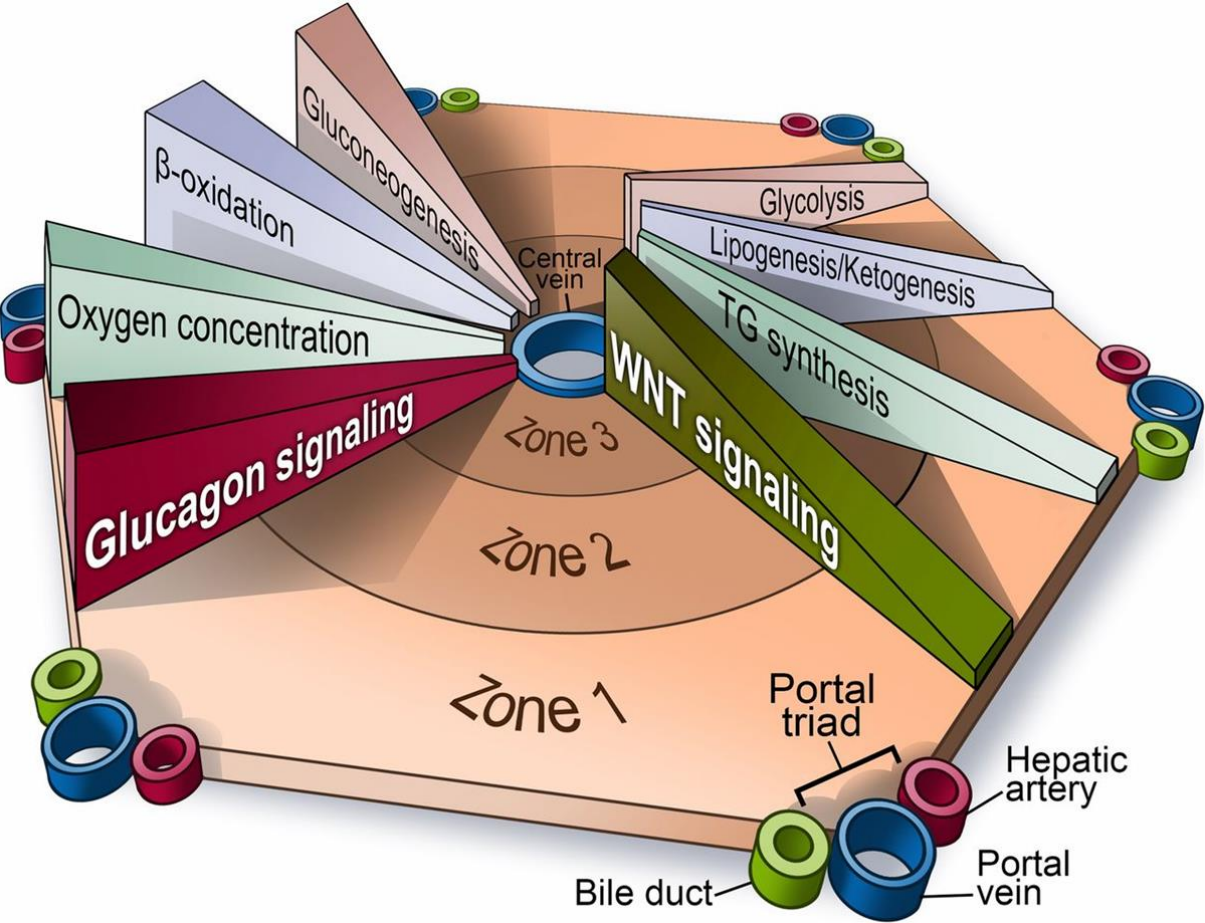 Gluconeogenesis
β-oxidation
Oxygen concentration
Glucagon signaling
Central
vein
Glycolysis
Lipogenesis/Ketogenesis
TG synthesis
WNT signaling
Zone 3
Zone 2
Zone 1
Portal
triad
Hepatic
artery
Portal
vein
Bile duct